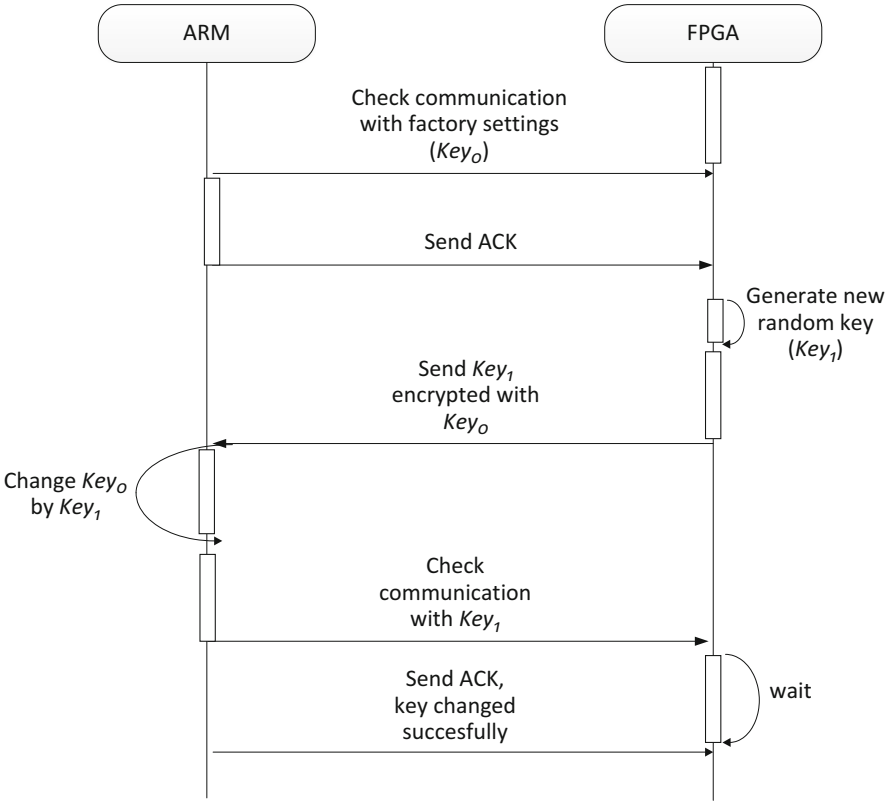 ARM
FPGA
Check communication
with factory settings
(Key₀)
Send ACK
Generate new
random key
(Key₁)
Send Key₁
encrypted with
Key₀
Change Key₀
by Key₁
Check
communication
with Key₁
Send ACK,
key changed
succesfully
wait